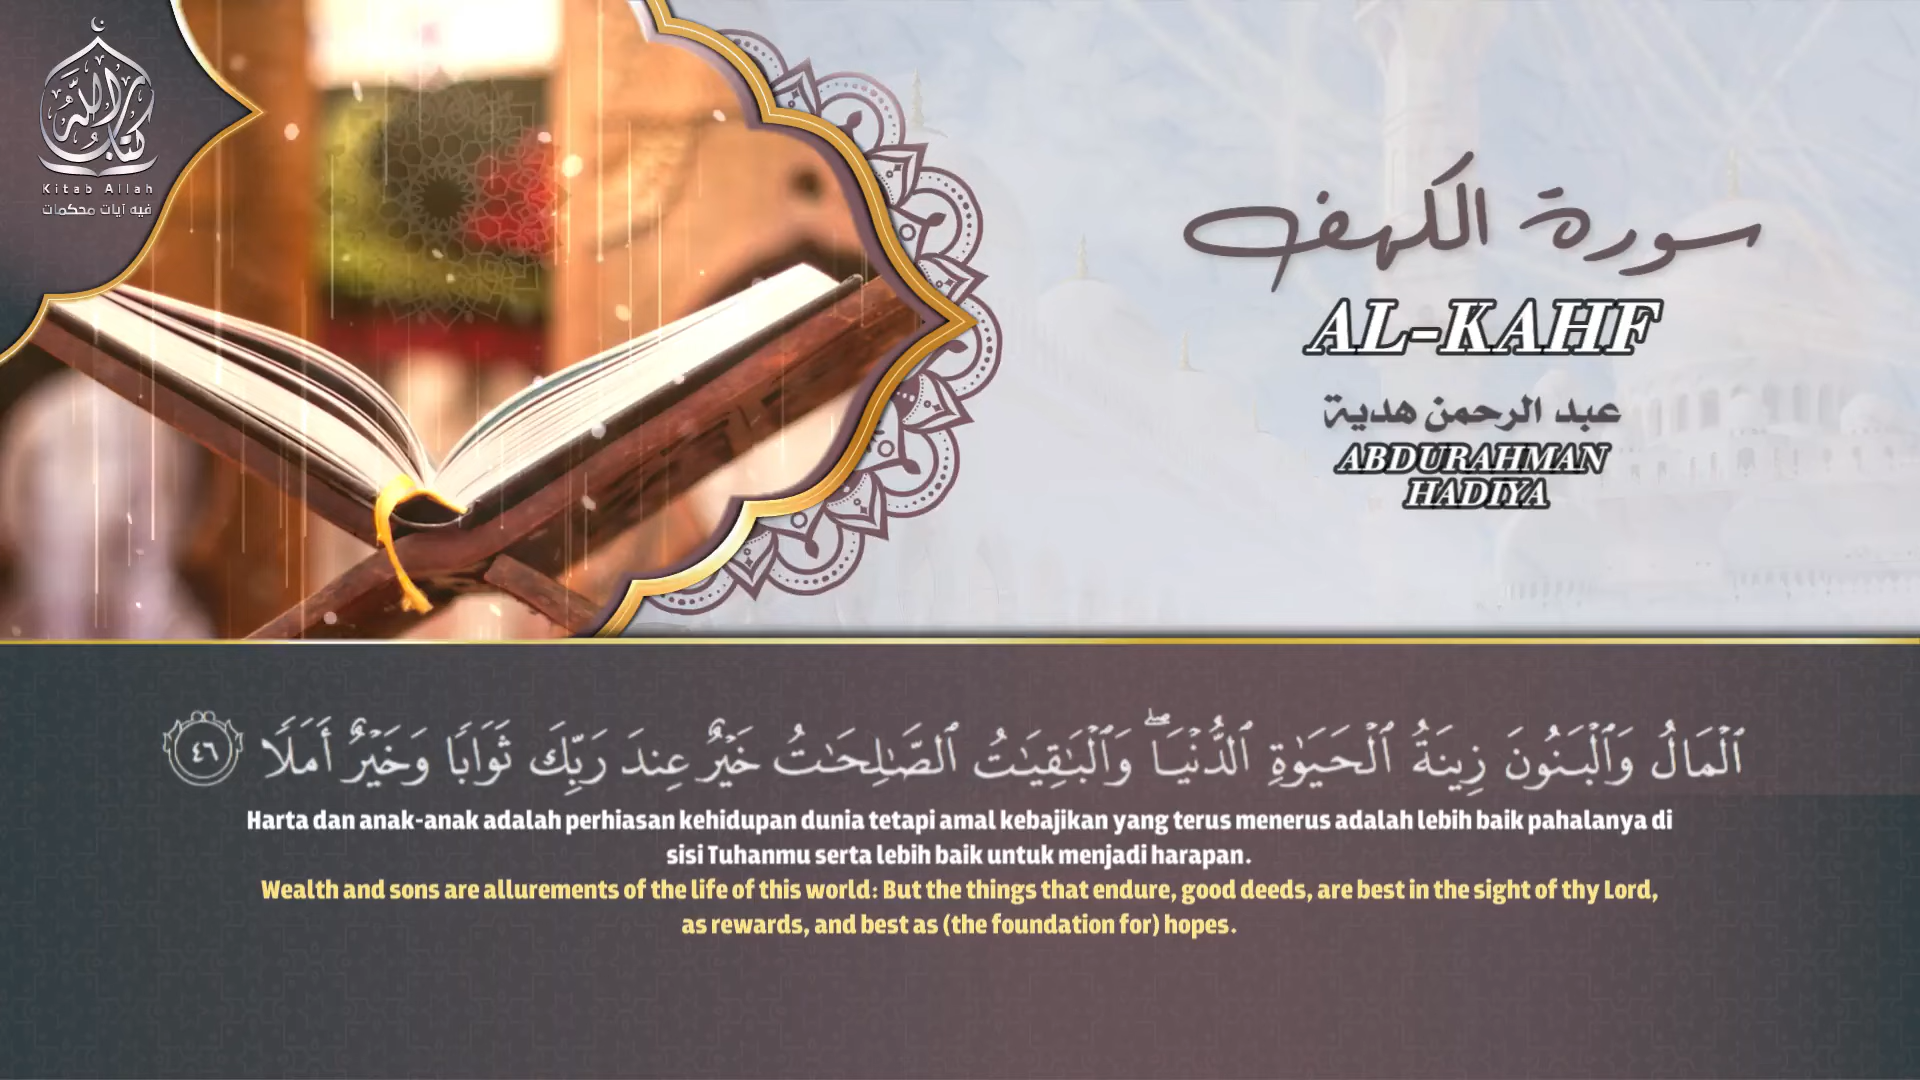 كتاب الله
Kitab Allah
فيه آيات محكمات
سورة الكهف
AL-KAHF
عبد الرحمن هدية
ABDURAHMAN
HADIYA
ٱلْمَالُ وَٱلْبَنُونَ زِينَةُ ٱلْحَيَوٰةِ ٱلدُّنْيَا ۖ وَٱلْبَٰقِيَٰتُ ٱلصَّٰلِحَٰتُ خَيْرٌ عِندَ رَبِّكَ ثَوَابًا وَخَيْرٌ أَمَلًا ٤٦
Harta dan anak-anak adalah perhiasan kehidupan dunia tetapi amal kebajikan yang terus menerus adalah lebih baik pahalanya di
sisi Tuhanmu serta lebih baik untuk menjadi harapan.
Wealth and sons are allurements of the life of this world: But the things that endure, good deeds, are best in the sight of thy Lord,
as rewards, and best as (the foundation for) hopes.